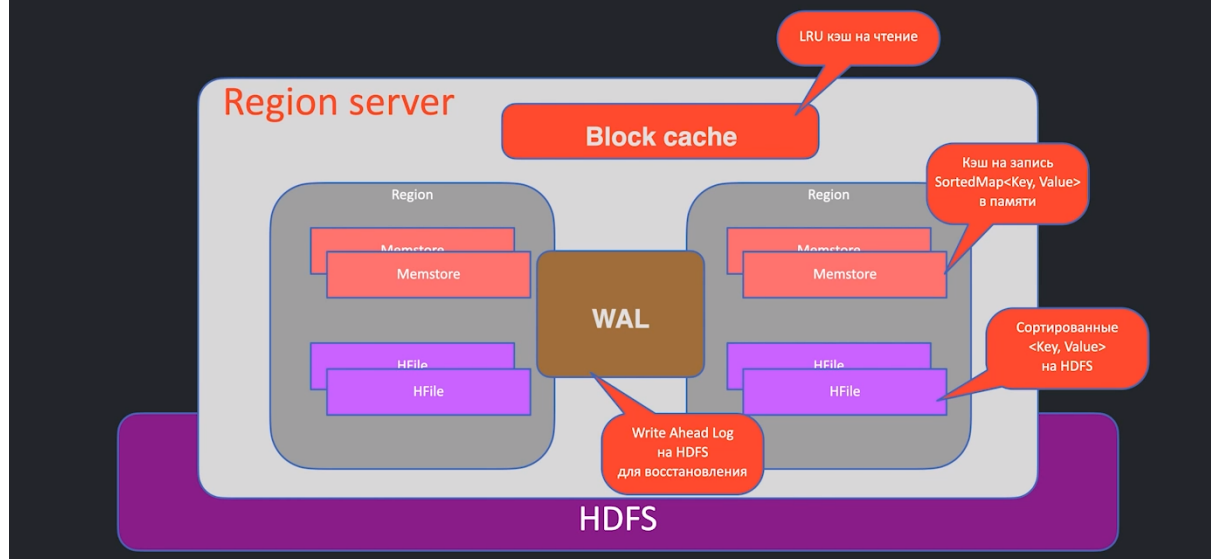 LRU кэш на чтение
Region server
Block cache
Кэш на запись
SortedMap<Key, Value>
в памяти
Region
Region
Memstore
Memstore
Memstore
Memstore
WAL
Сортированные
<Key, Value>
на HDFS
HFile
HFile
HFile
HFile
Write Ahead Log
на HDFS
для восстановления
HDFS